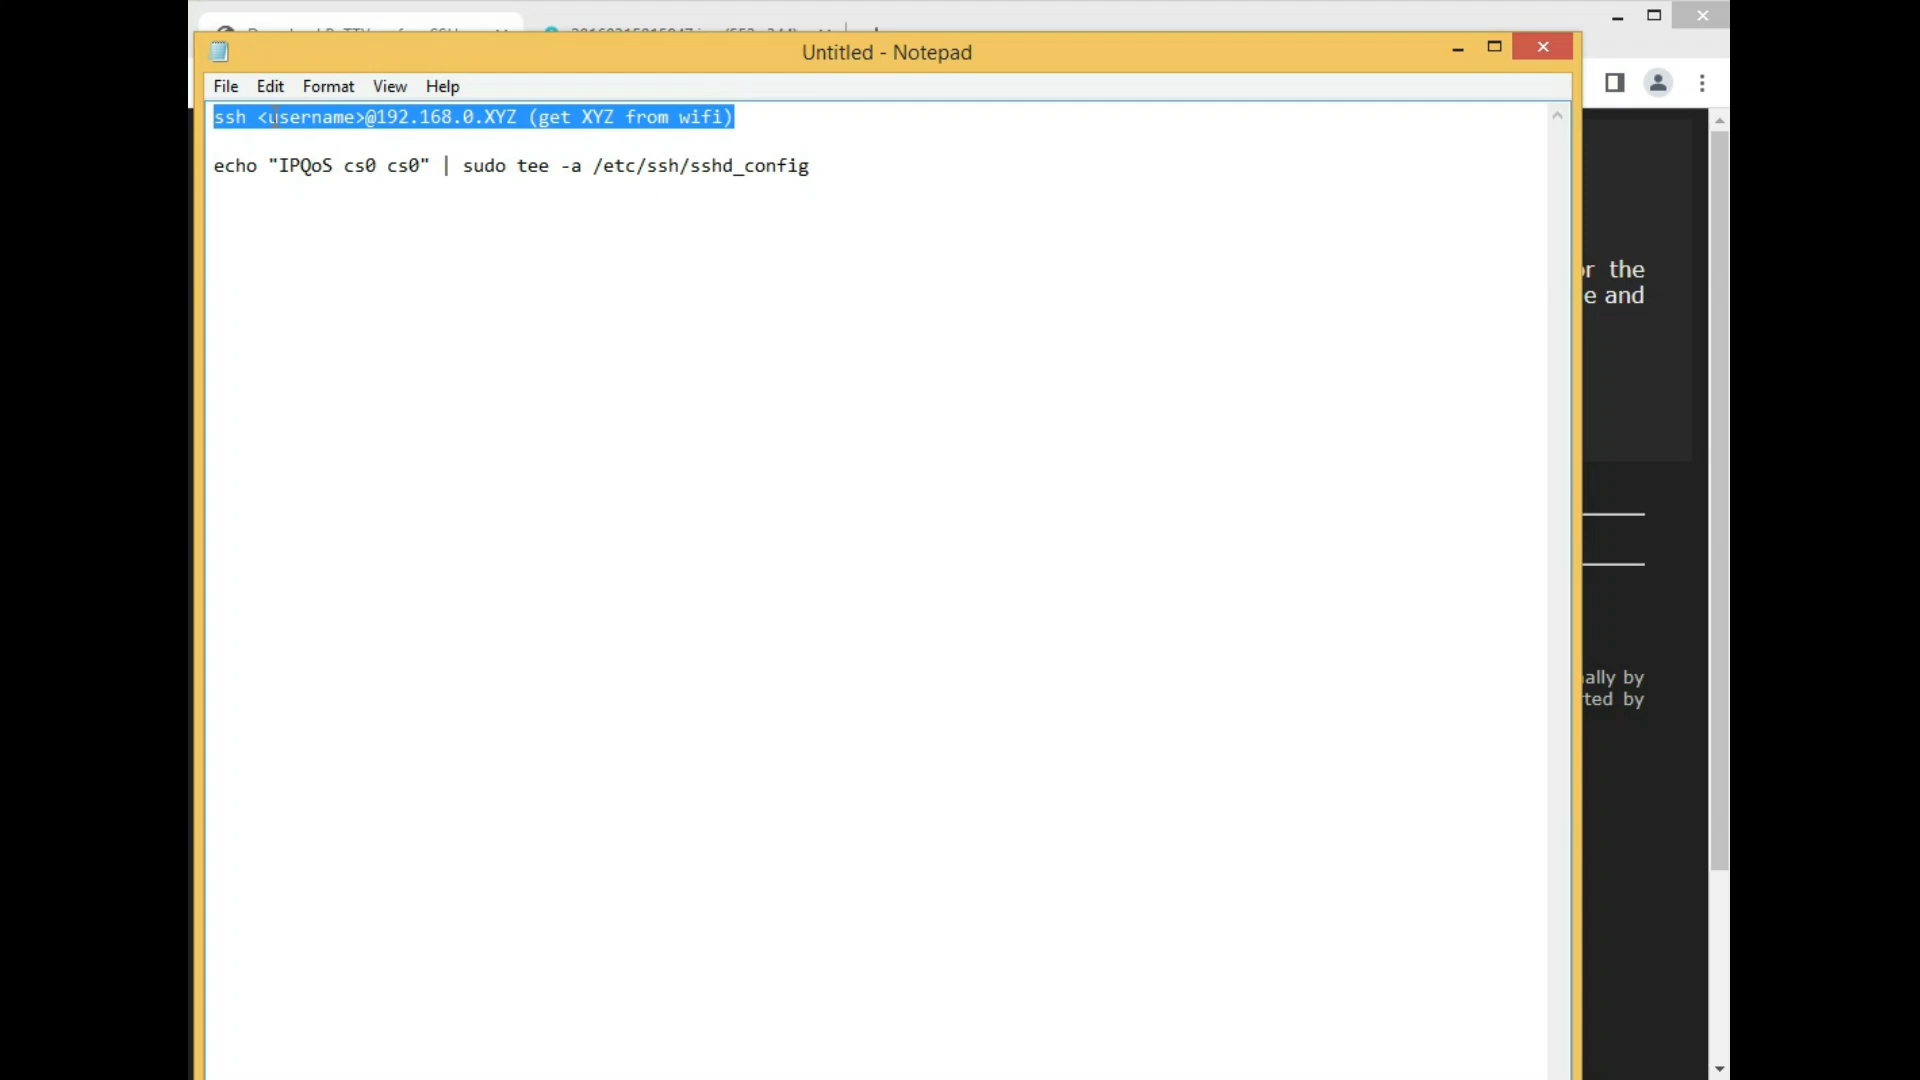 Untitled - Notepad
File Edit Format View Help
ssh <username>@192.168.0.XYZ (get XYZ from wifi)
echo "IPQoS cs0 cs0" | sudo tee -a /etc/ssh/sshd_config
the
e and
ally by
ted by